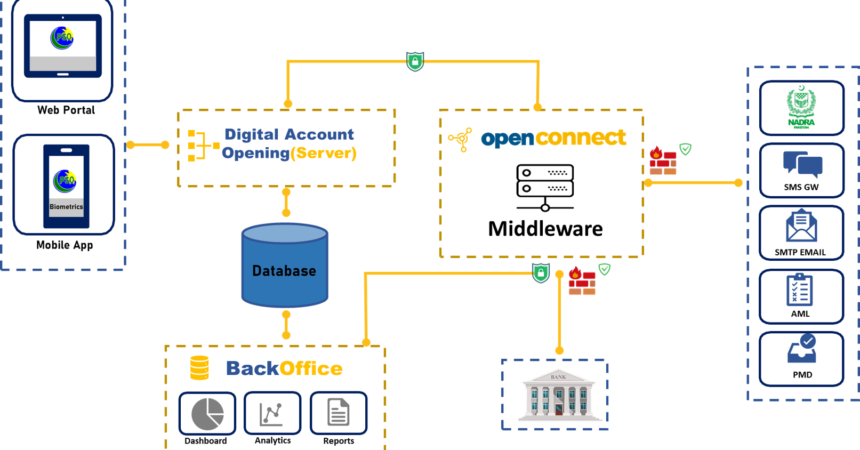 Web Portal
Biometrics
Mobile App
Digital Account
Opening(Server)
Database
BackOffice
Dashboard
Analytics
Reports
openconnect
Middleware
BANK
NADRA
SMS GW
SMTP EMAIL
AML
PMD